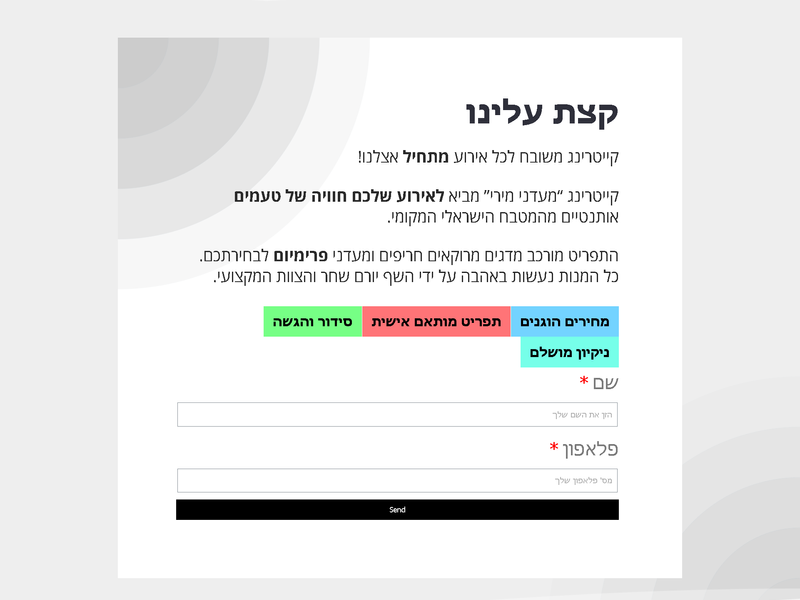 קצת עלינו
קייטרינג משובח לכל אירוע מתחיל אצלנו!
קייטרינג “מעדני מירי” מביא לאירוע שלכם חוויה של טעמים
אותנטיים מהמטבח הישראלי המקומי.
התפריט מורכב מדגים מרוקאים חריפים ומעדני פרימיום לבחירתכם.
כל המנות נעשות באהבה על ידי השף יורם שחר והצוות המקצועי.
מחירים הוגנים תפריט מותאם אישית סידור והגשה
ניקיון מושלם
שם *
הזן את השם שלך
פלאפון *
מס' פלאפון שלך
Send